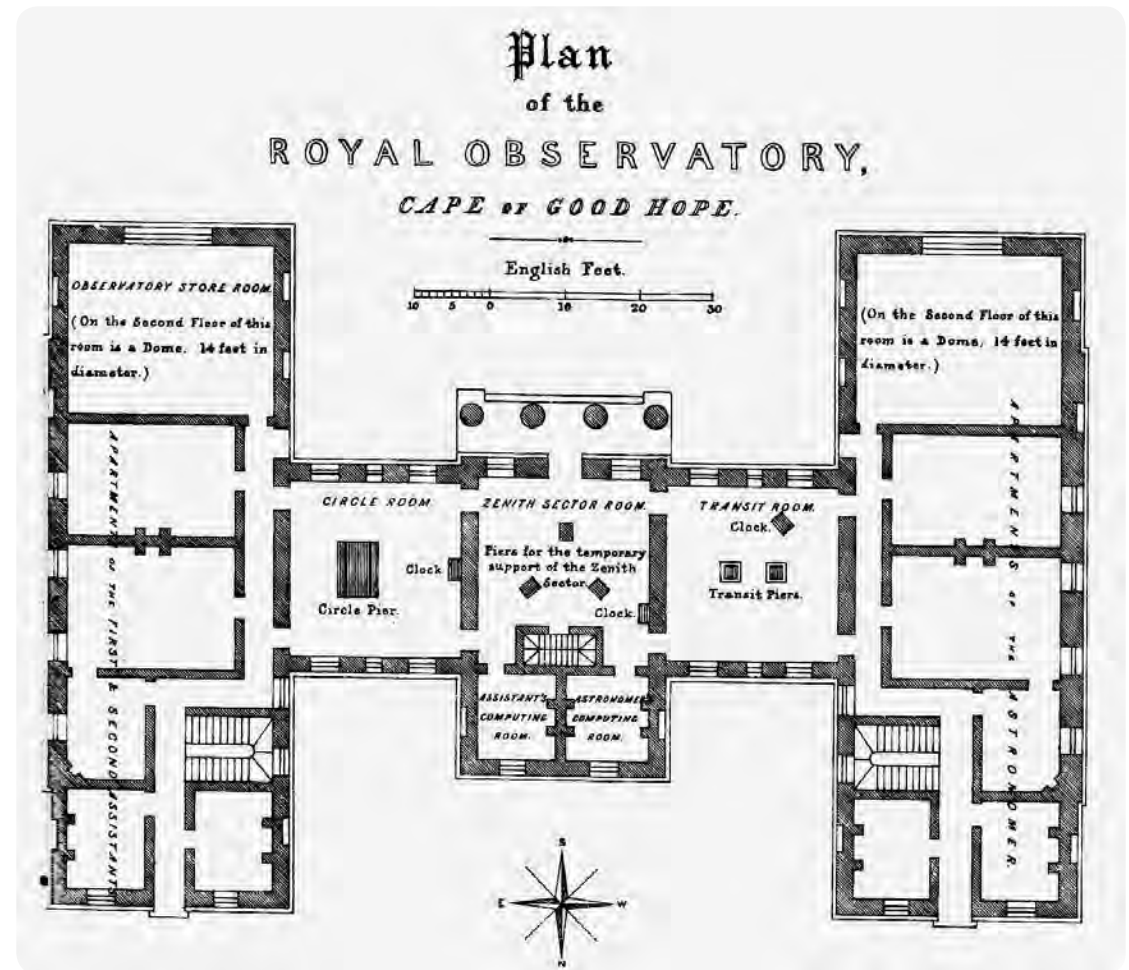 Plan
of the
ROYAL OBSERVATORY,
CAPE OF GOOD HOPE.
English Feet.
10 5 0 10 20 30
OBSERVATORY STORE ROOM.
(On the Second Floor of this
room is a Dome, 14 feet in
diameter.)
(On the Second Floor of this
room is a Dome, 14 feet in
diameter.)
APARTMENTS OF THE FIRST & SECOND ASSISTANTS
CIRCLE ROOM
Clock
Circle Pier.
ZENITH SECTOR ROOM.
Piers for the temporary
support of the Zenith
Sector.
Clock.
TRANSIT ROOM.
Clock.
Transit Piers.
APARTMENTS OF THE ASTRONOMER.
ASSISTANT'S
COMPUTING
ROOM.
ASTRONOMER
COMPUTING
ROOM.
S
E W
N